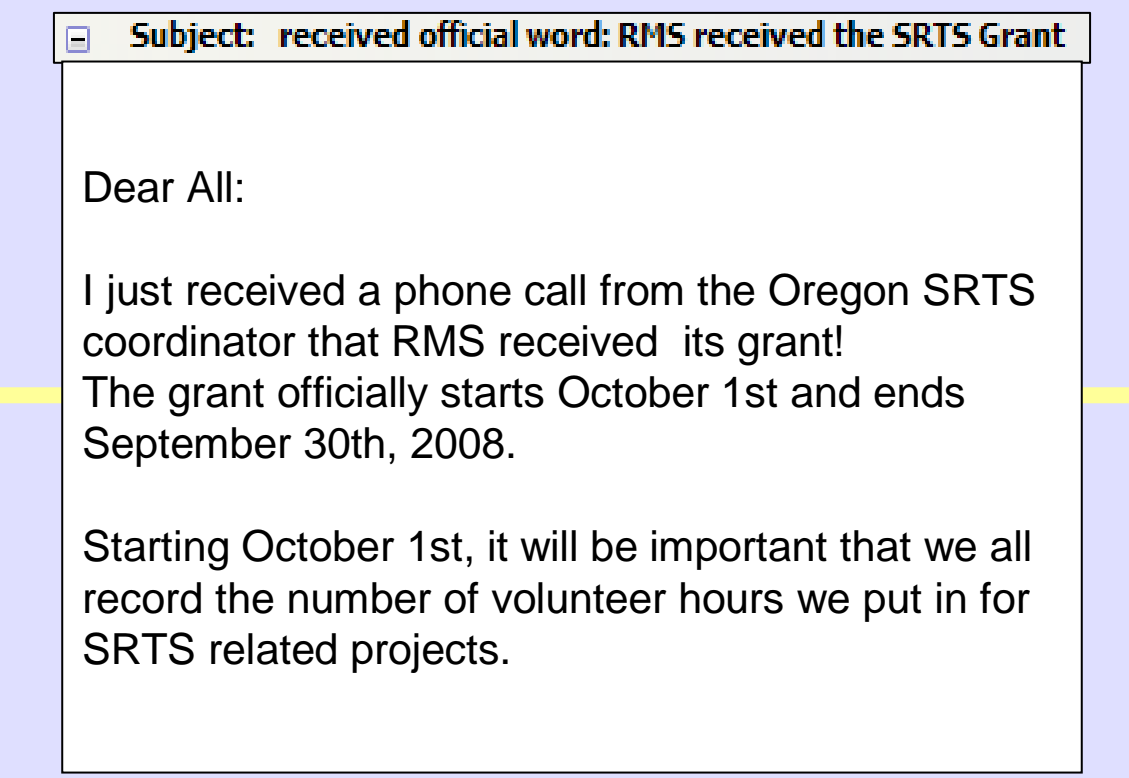 Subject: received official word: RMS received the SRTS Grant
Dear All:
I just received a phone call from the Oregon SRTS
coordinator that RMS received  its grant!
The grant officially starts October 1st and ends
September 30th, 2008.
Starting October 1st, it will be important that we all
record the number of volunteer hours we put in for
SRTS related projects.